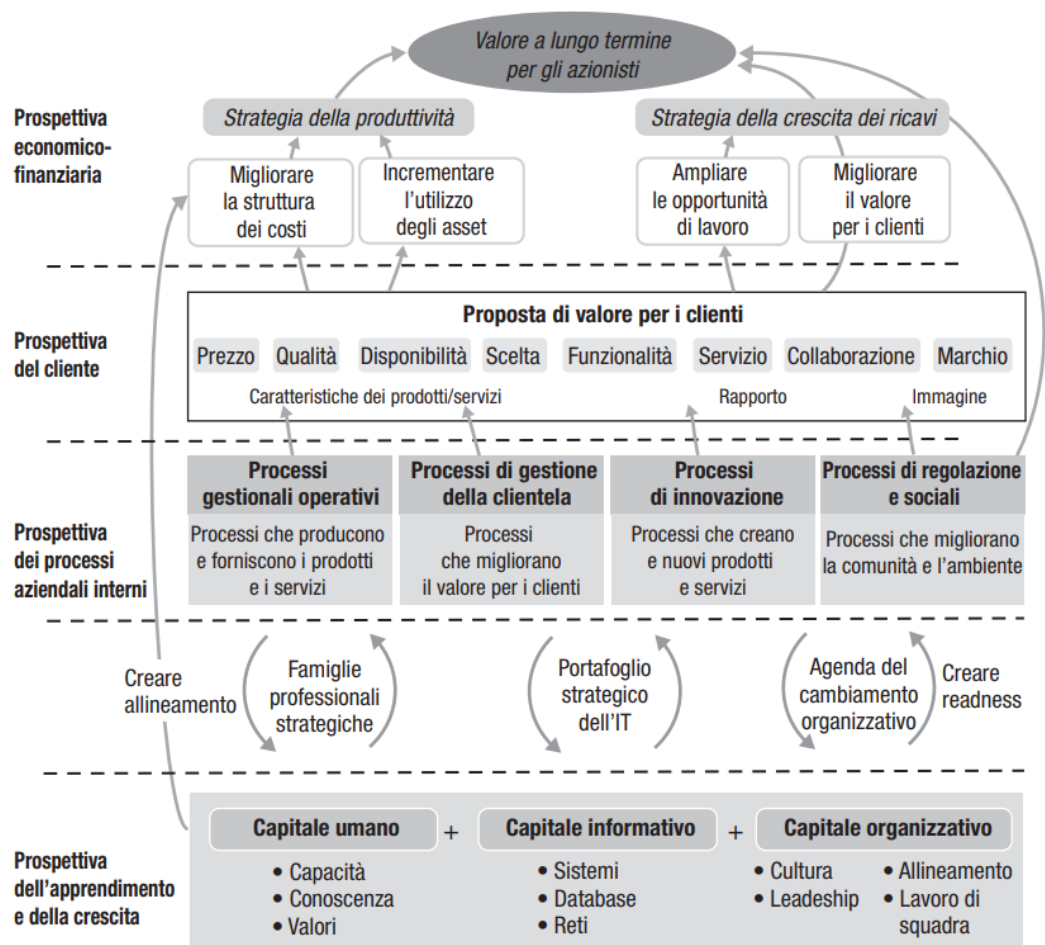 Valore a lungo termine
per gli azionisti
Prospettiva
economico-
finanziaria
Strategia della produttività
Strategia della crescita dei ricavi
Migliorare
la struttura
dei costi
Incrementare
l'utilizzo
degli asset
Ampliare
le opportunità
di lavoro
Migliorare
il valore
per i clienti
Prospettiva
del cliente
Proposta di valore per i clienti
Prezzo Qualità Disponibilità Scelta Funzionalità Servizio Collaborazione Marchio
Caratteristiche dei prodotti/servizi Rapporto Immagine
Prospettiva
dei processi
aziendali interni
Processi
gestionali operativi
Processi che producono
e forniscono i prodotti
e i servizi
Processi di gestione
della clientela
Processi
che migliorano
il valore per i clienti
Processi
di innovazione
Processi che creano
e nuovi prodotti
e servizi
Processi di regolazione
e sociali
Processi che migliorano
la comunità e l'ambiente
Creare
allineamento
Famiglie
professionali
strategiche
Portafoglio
strategico
dell'IT
Agenda del
cambiamento
organizzativo
Creare
readness
Prospettiva
dell'apprendimento
e della crescita
Capitale umano + Capitale informativo + Capitale organizzativo
• Capacità
• Conoscenza
• Valori
• Sistemi
• Database
• Reti
• Cultura
• Leadership
• Allineamento
• Lavoro di
squadra